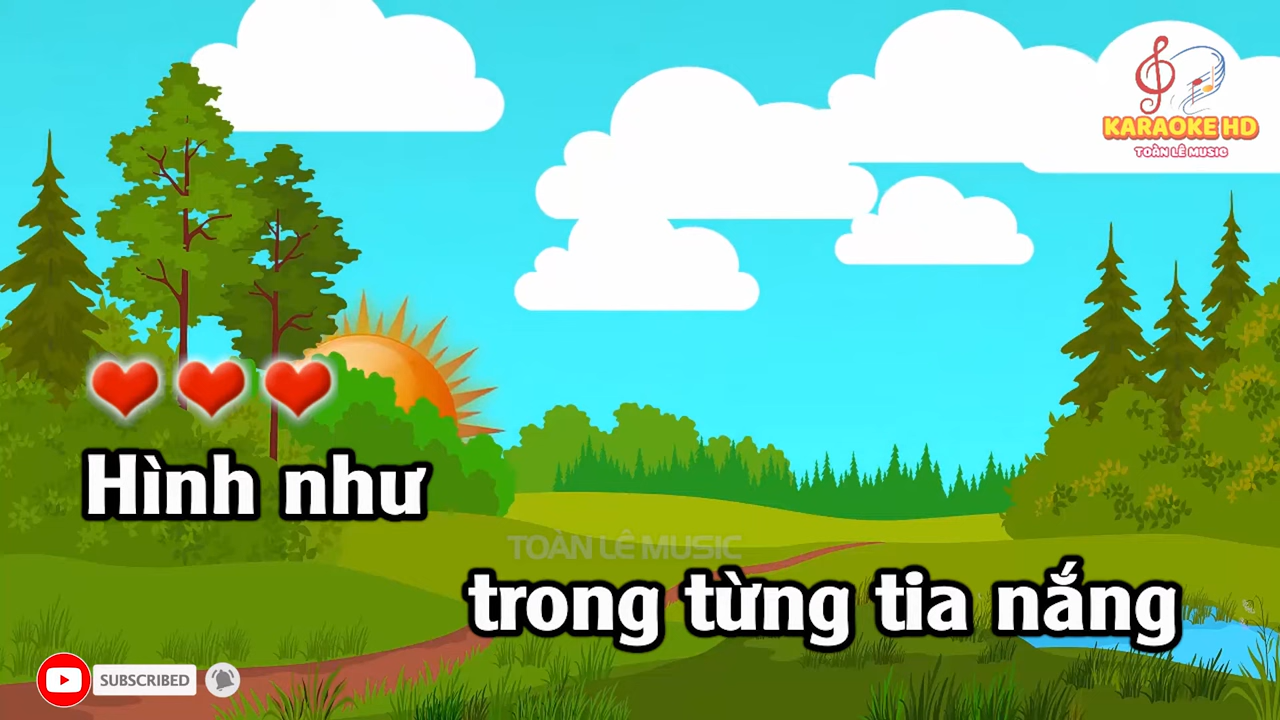 KARAOKE HD
TOÀN LÊ MUSIC
Hình như
TOÀN LÊ MUSIC
trong từng tia nắng
SUBSCRIBED